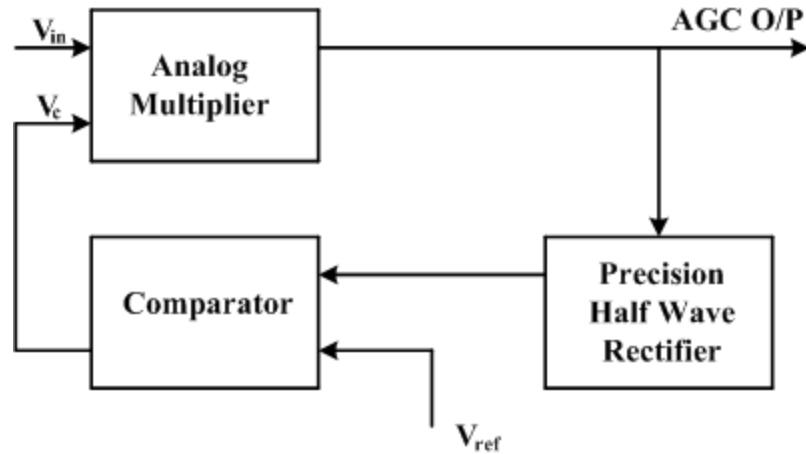 AGC O/P
Vin
Analog
Multiplier
Vc
Comparator
Precision
Half Wave
Rectifier
Vref